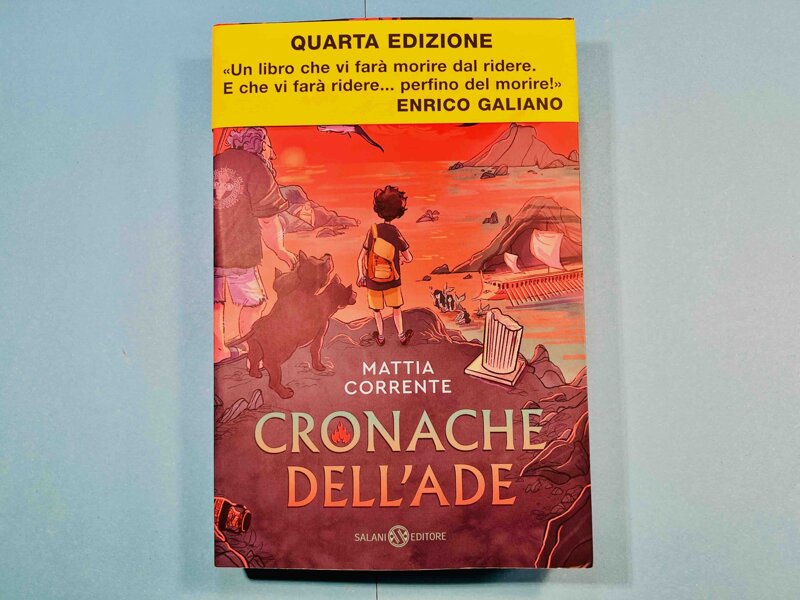 QUARTA EDIZIONE
«Un libro che vi farà morire dal ridere.
E che vi farà ridere... perfino del morire!»
ENRICO GALIANO
MATTIA
CORRENTE
CRONACHE
DELL'ADE
SALANI EDITORE